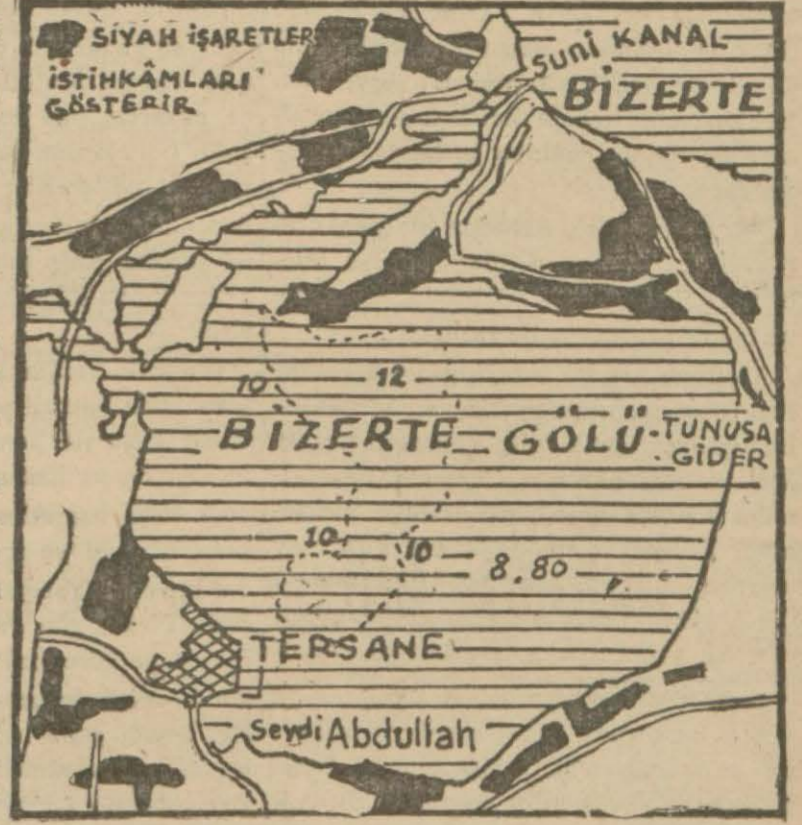 SİYAH İŞARETLER
İSTİHKÂMLARI
GÖSTERİR
suni KANAL
BİZERTE
10
12
BİZERTE GÖLÜ
TUNUSA
GİDER
10
10
8.80
TERSANE
Seydi Abdullah